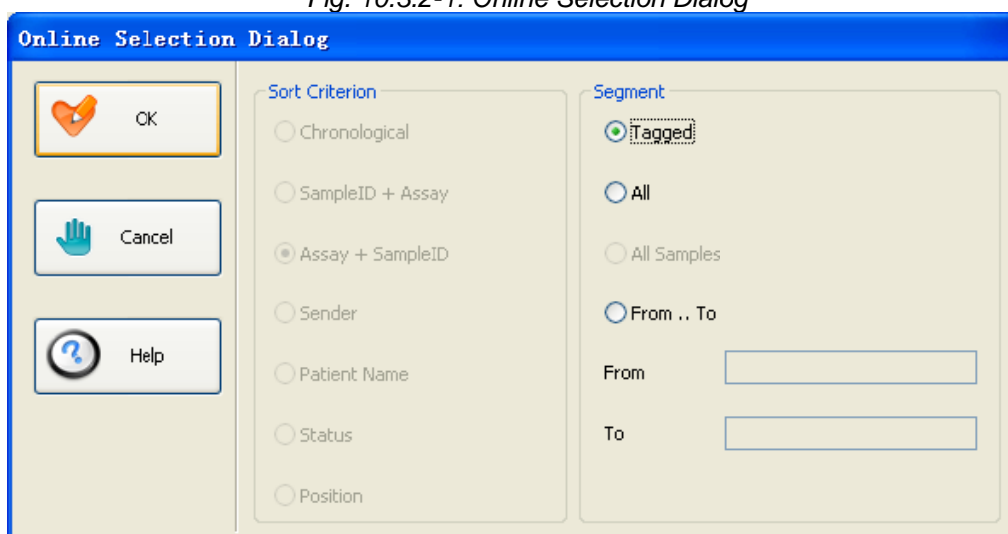 Fig. 10.3.2-1: Online Selection Dialog
Online Selection Dialog
OK
Cancel
Help
Sort Criterion
Chronological
SampleID + Assay
Assay + SampleID
Sender
Patient Name
Status
Position
Segment
Tagged
All
All Samples
From .. To
From
To